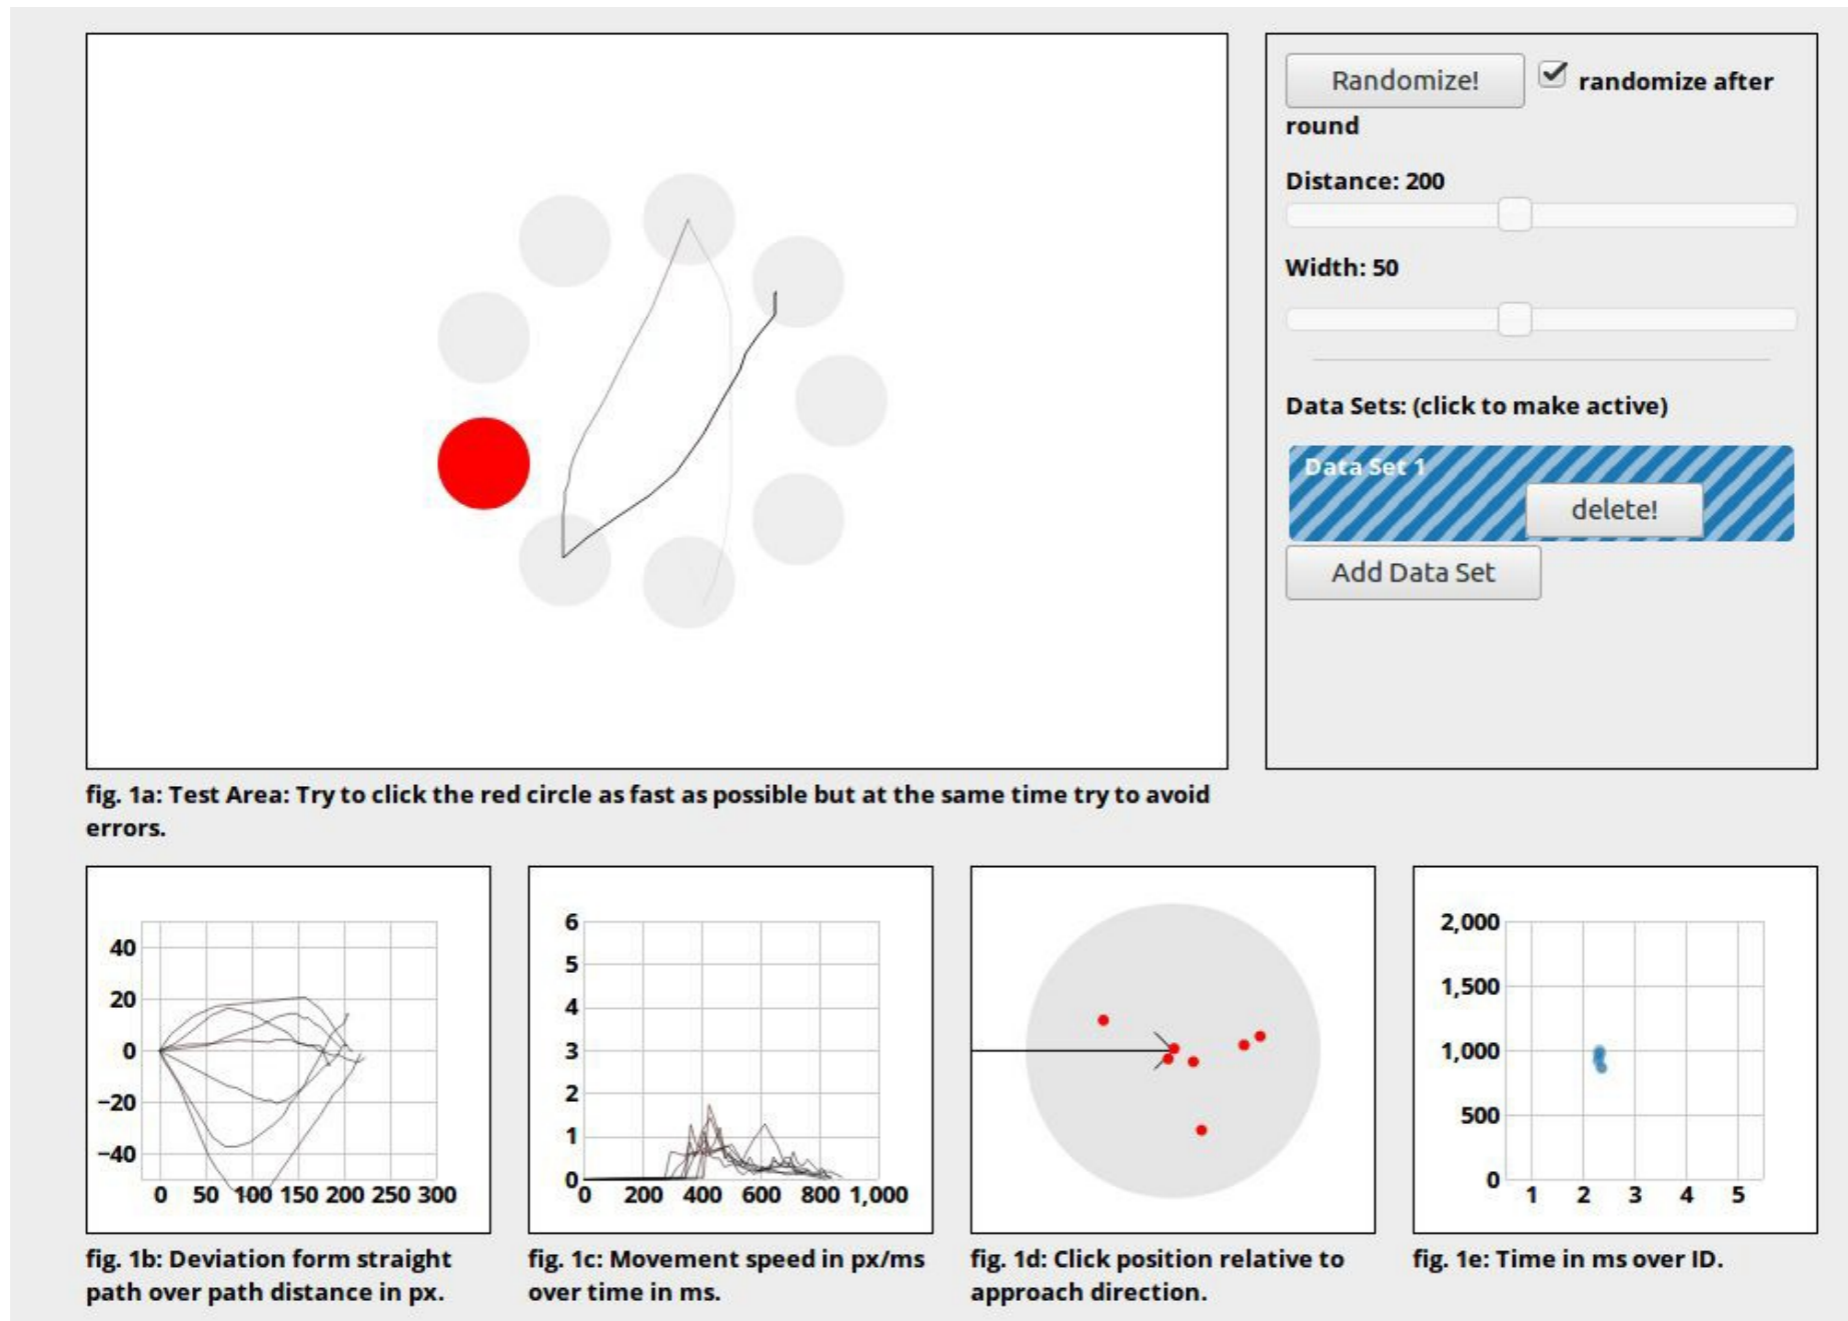 Randomize!
randomize after
round
Distance: 200
Width: 50
Data Sets: (click to make active)
Data Set 1
delete!
Add Data Set
fig. 1a: Test Area: Try to click the red circle as fast as possible but at the same time try to avoid
errors.
40
20
0
−20
−40
0 50 100 150 200 250 300
fig. 1b: Deviation form straight
path over path distance in px.
6
5
4
3
2
1
0
0 200 400 600 800 1,000
fig. 1c: Movement speed in px/ms
over time in ms.
fig. 1d: Click position relative to
approach direction.
2,000
1,500
1,000
500
0
1 2 3 4 5
fig. 1e: Time in ms over ID.